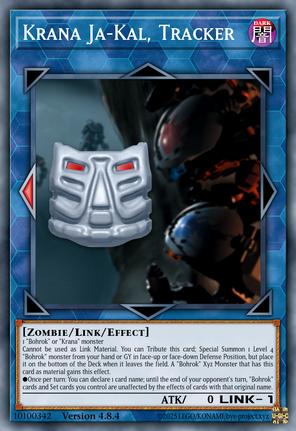 Krana Ja-Kal, Tracker
DARK
闇
[Zombie/Link/Effect]
1 "Bohrok" or "Krana" monster
Cannot be used as Link Material. You can Tribute this card; Special Summon 1 Level 4
"Bohrok" monster from your hand or GY in face-up or face-down Defense Position, but place
it on the bottom of the Deck when it leaves the field. A "Bohrok" Xyz Monster that has this
card as material gains this effect.
●Once per turn: You can declare 1 card name; until the end of your opponent's turn, "Bohrok"
cards and Set cards you control are unaffected by the effects of cards with that original name.
ATK/ 0 LINK-1
10100342 Version 4.8.4 ©2025 LEGO/KONAMI/bye-project.xyz